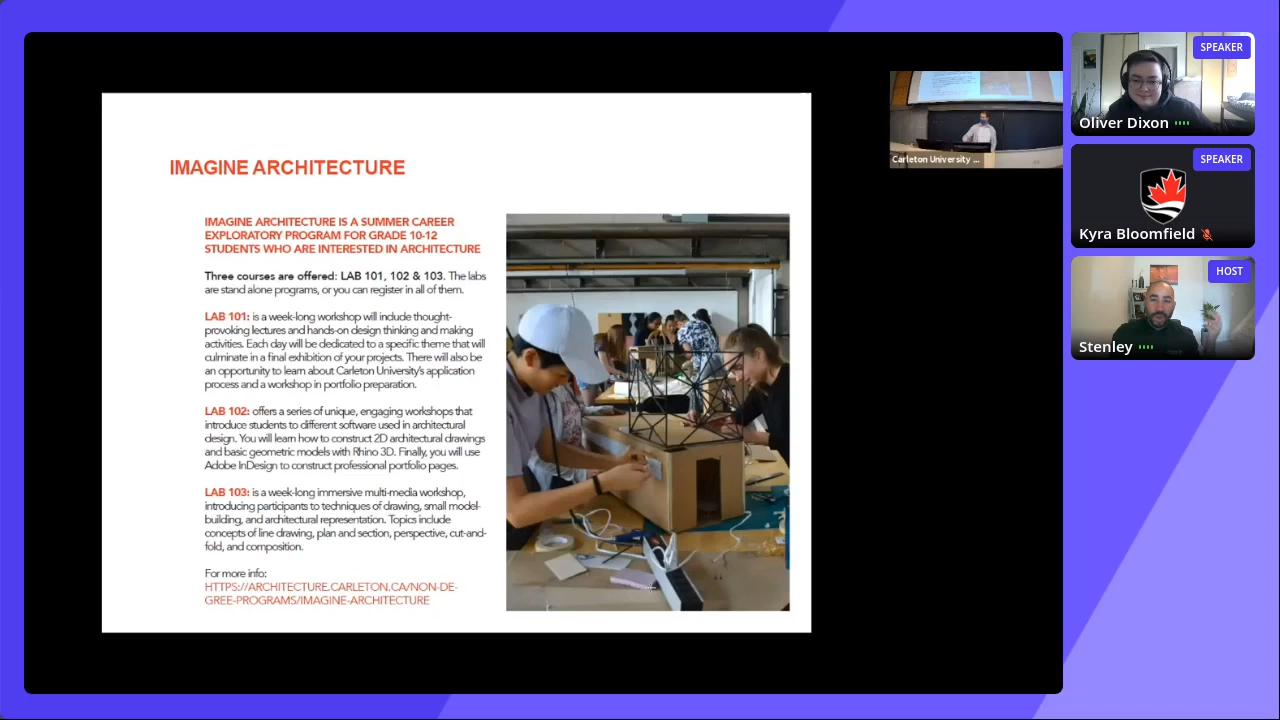 IMAGINE ARCHITECTURE
IMAGINE ARCHITECTURE IS A SUMMER CAREER
EXPLORATORY PROGRAM FOR GRADE 10-12
STUDENTS WHO ARE INTERESTED IN ARCHITECTURE
Three courses are offered: LAB 101, 102 & 103. The labs
are stand alone programs, or you can register in all of them.
LAB 101: is a week-long workshop will include thought-
provoking lectures and hands-on design thinking and making
activities. Each day will be dedicated to a specific theme that will
culminate in a final exhibition of your projects. There will also be
an opportunity to learn about Carleton University's application
process and a workshop in portfolio preparation.
LAB 102: offers a series of unique, engaging workshops that
introduce students to different software used in architectural
design. You will learn how to construct 2D architectural drawings
and basic geometric models with Rhino 3D. Finally, you will use
Adobe InDesign to construct professional portfolio pages.
LAB 103: is a week-long immersive multi-media workshop,
introducing participants to techniques of drawing, small model-
building, and architectural representation. Topics include
concepts of line drawing, plan and section, perspective, cut-and-
fold, and composition.
For more info:
HTTPS://ARCHITECTURE.CARLETON.CA/NON-DE-
GREE-PROGRAMS/IMAGINE-ARCHITECTURE
Carleton University ...
SPEAKER
Oliver Dixon
SPEAKER
Kyra Bloomfield
HOST
Stenley